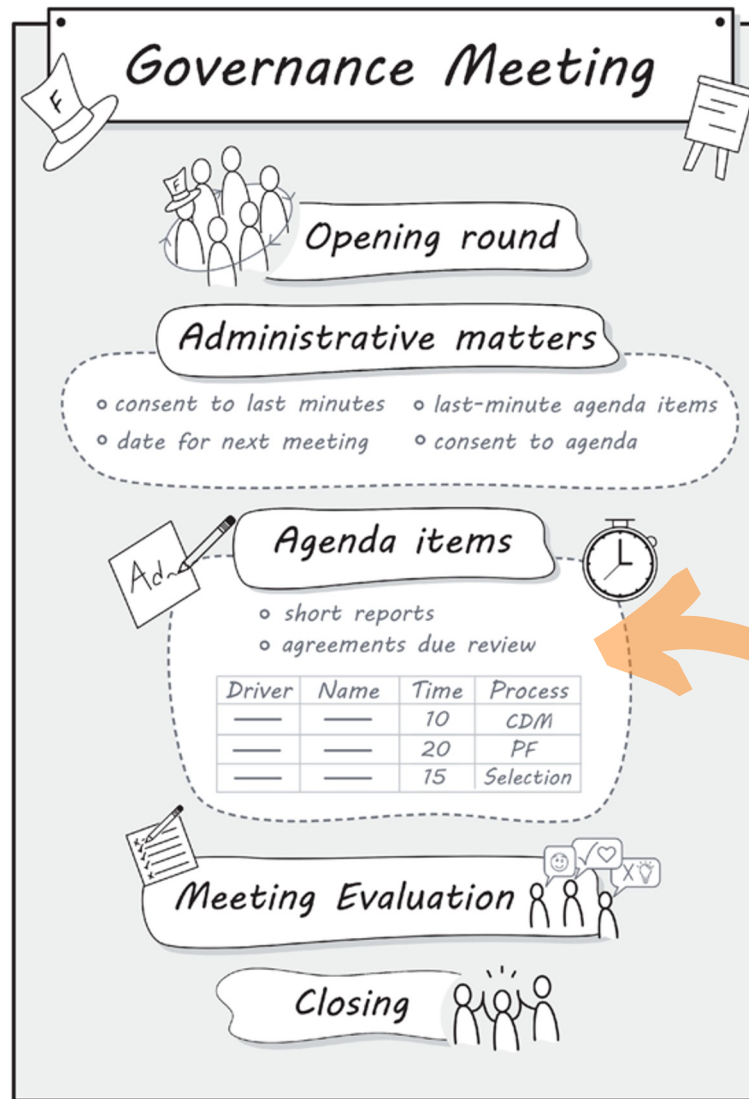 Governance Meeting
F
F
Opening round
Administrative matters
consent to last minutes
last-minute agenda items
date for next meeting
consent to agenda
Agenda items
Ad
short reports
agreements due review
Driver Name Time Process
10 CDM
20 PF
15 Selection
Meeting Evaluation
Closing